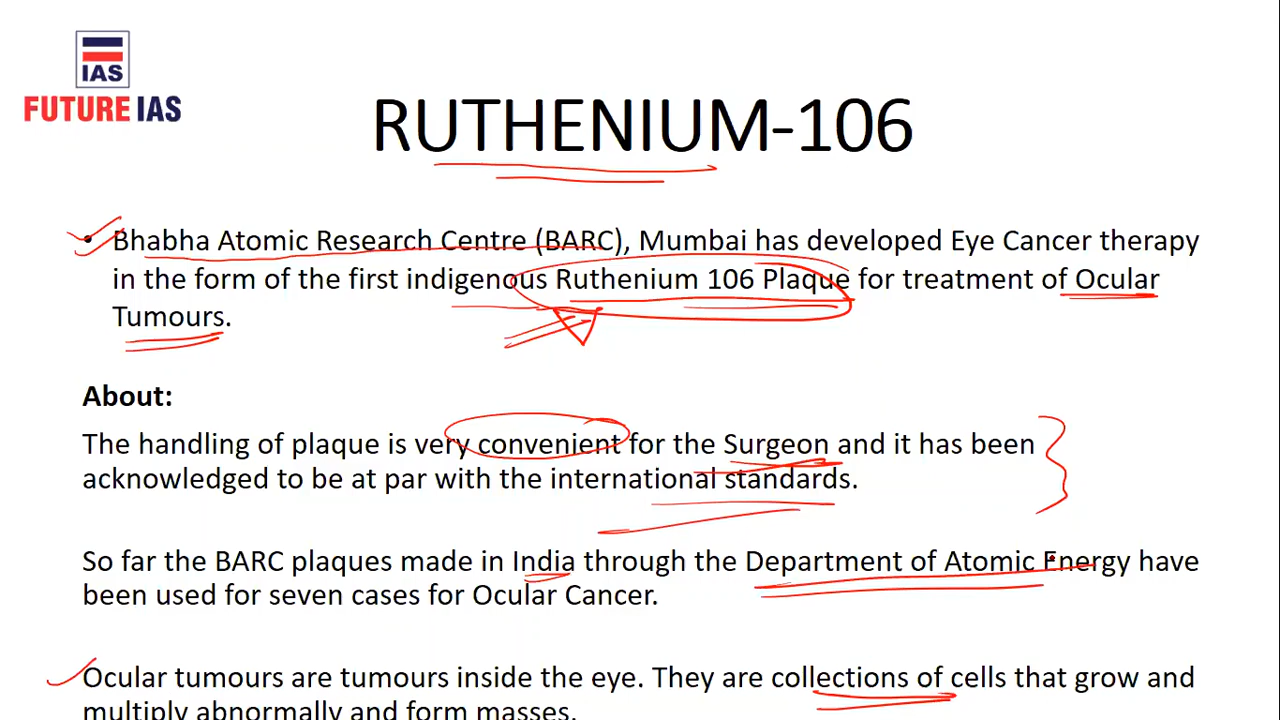 IAS
FUTURE IAS
RUTHENIUM-106
• Bhabha Atomic Research Centre (BARC), Mumbai has developed Eye Cancer therapy
in the form of the first indigenous Ruthenium 106 Plaque for treatment of Ocular
Tumours.
About:
The handling of plaque is very convenient for the Surgeon and it has been
acknowledged to be at par with the international standards.
So far the BARC plaques made in India through the Department of Atomic Energy have
been used for seven cases for Ocular Cancer.
Ocular tumours are tumours inside the eye. They are collections of cells that grow and
multiply abnormally and form masses.